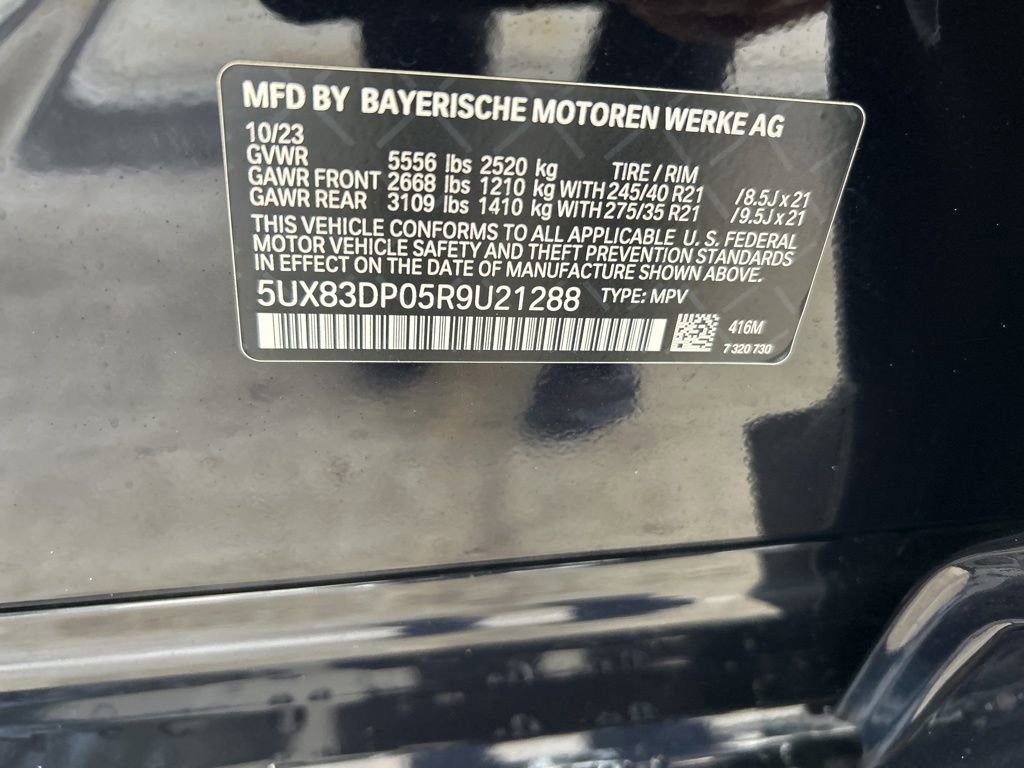 MFD BY BAYERISCHE MOTOREN WERKE AG
10/23
GVWR 5556 lbs 2520 kg TIRE / RIM
GAWR FRONT 2668 lbs 1210 kg WITH 245/40 R21 /8.5J x 21
GAWR REAR 3109 lbs 1410 kg WITH 275/35 R21 /9.5J x 21
THIS VEHICLE CONFORMS TO ALL APPLICABLE U. S. FEDERAL
MOTOR VEHICLE SAFETY AND THEFT PREVENTION STANDARDS
IN EFFECT ON THE DATE OF MANUFACTURE SHOWN ABOVE.
5UX83DP05R9U21288 TYPE: MPV
416M
7 320 730